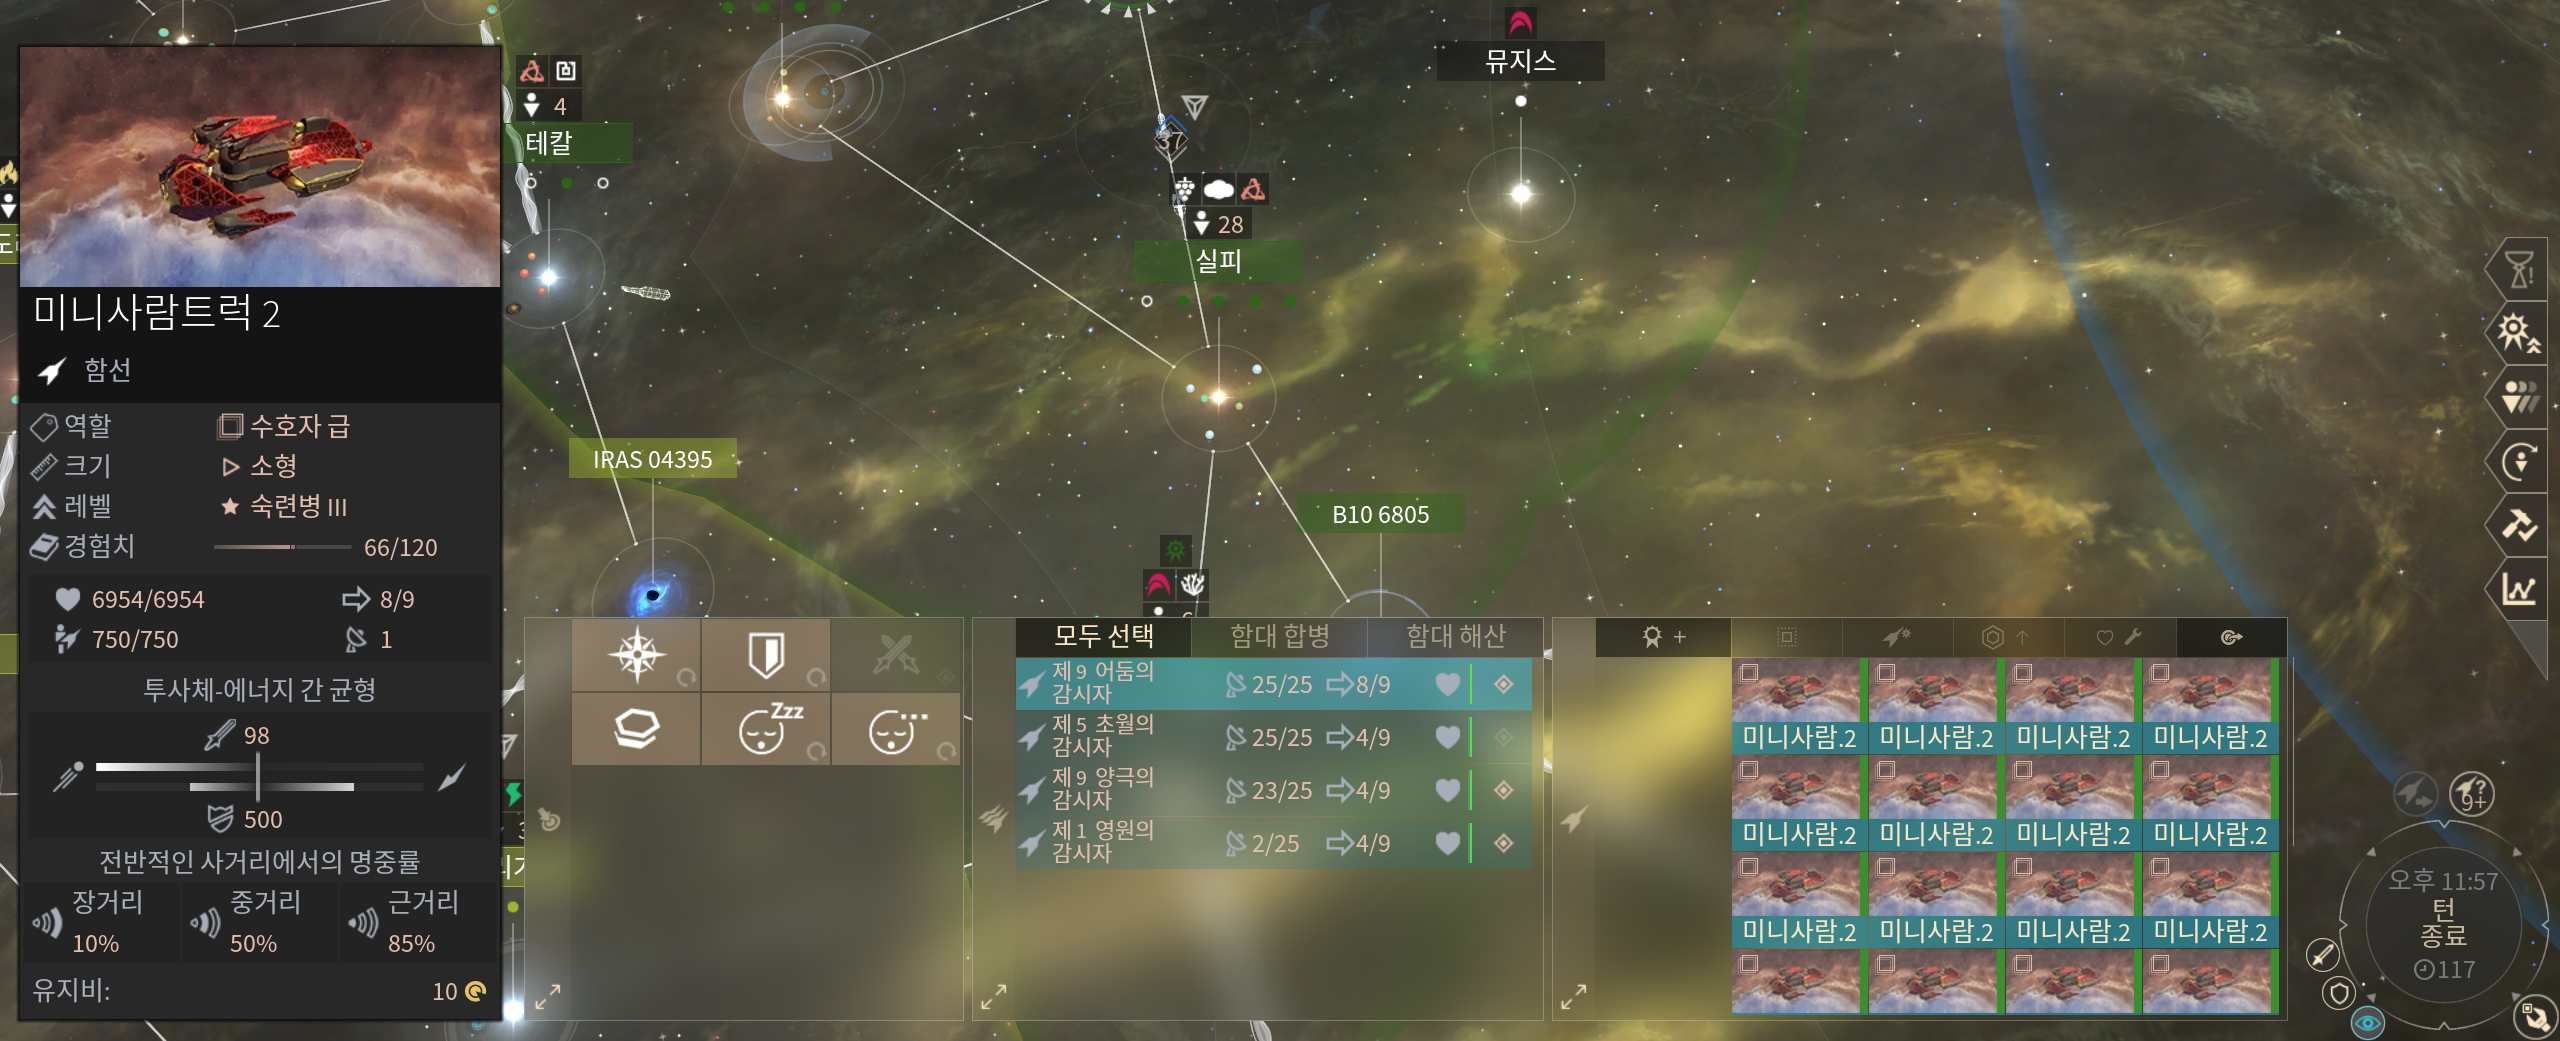 미니사람트럭 2
함선
역할 수호자 급
크기 소형
레벨 숙련병 III
경험치 66/120
6954/6954 8/9
750/750 1
투사체-에너지 간 균형
98
500
전반적인 사거리에서의 명중률
장거리 중거리 근거리
10% 50% 85%
유지비: 10
4
테칼
37
28
실피
뮤지스
IRAS 04395
B10 6805
Zzz
모두 선택 함대 합병 함대 해산
제 9 어둠의
감시자 25/25 8/9
제 5 초월의
감시자 25/25 4/9
제 9 양극의
감시자 23/25 4/9
제 1 영원의
감시자 2/25 4/9
미니사람.2 미니사람.2 미니사람.2 미니사람.2
미니사람.2 미니사람.2 미니사람.2 미니사람.2
미니사람.2 미니사람.2 미니사람.2 미니사람.2
9+
오후 11:57
턴
종료
117